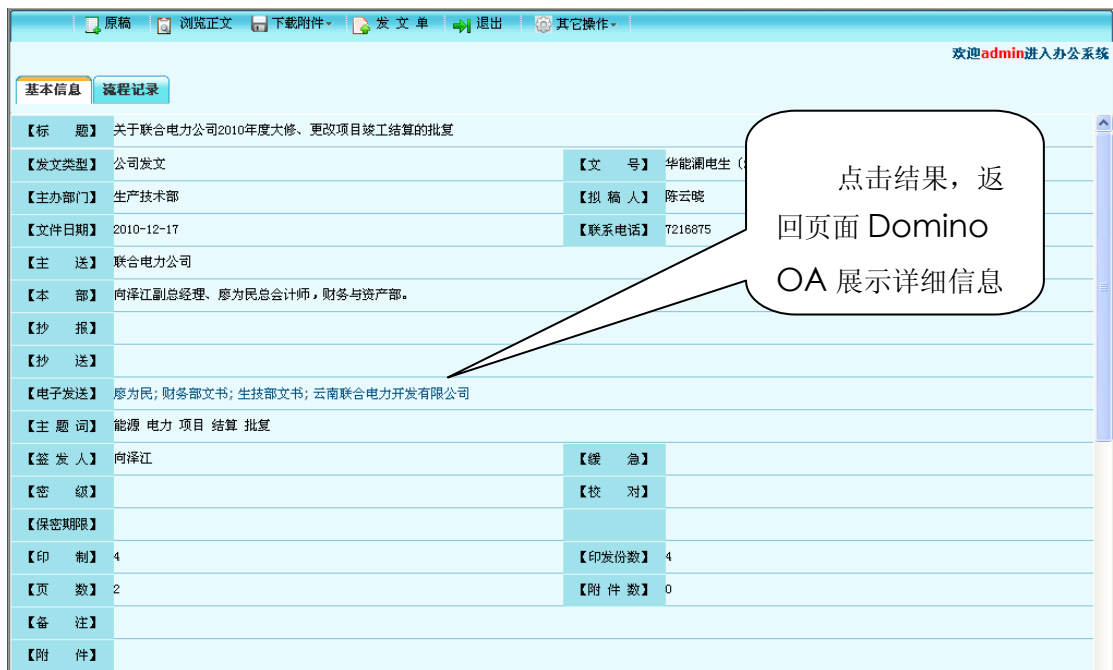 原稿 浏览正文 下载附件 发 文 单 退出 其它操作
欢迎admin进入办公系统
基本信息 流程记录
【标 题】 关于联合电力公司2010年度大修、更改项目竣工结算的批复
【发文类型】 公司发文 【文 号】 华能澜电生（
【主办部门】 生产技术部 【拟 稿 人】 陈云晓
【文件日期】 2010-12-17 【联系电话】 7216875
【主 送】 联合电力公司
【本 部】 向泽江副总经理、廖为民总会计师，财务与资产部。
【抄 报】
【抄 送】
【电子发送】 廖为民; 财务部文书; 生技部文书; 云南联合电力开发有限公司
【主 题 词】 能源 电力 项目 结算 批复
【签 发 人】 向泽江 【缓 急】
【密 级】 【校 对】
【保密期限】
【印 制】 4 【印发份数】 4
【页 数】 2 【附 件 数】 0
【备 注】
【附 件】
点击结果，返
回页面 Domino
OA 展示详细信息